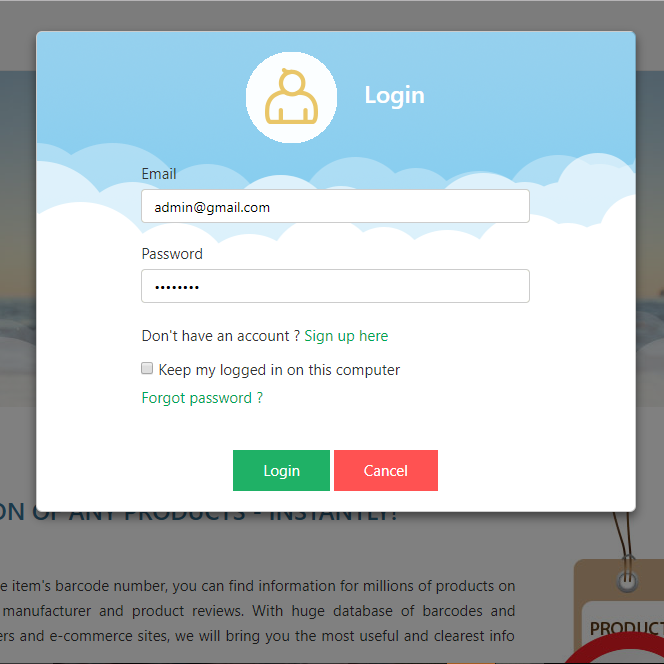 Login
Email
admin@gmail.com
Password
••••••••
Don't have an account ? Sign up here
Keep my logged in on this computer
Forgot password ?
Login Cancel
ON OF ANY PRODUCTS - INSTANTLY!
e item's barcode number, you can find information for millions of products on
manufacturer and product reviews. With huge database of barcodes and
ers and e-commerce sites, we will bring you the most useful and clearest info
PRODUCT